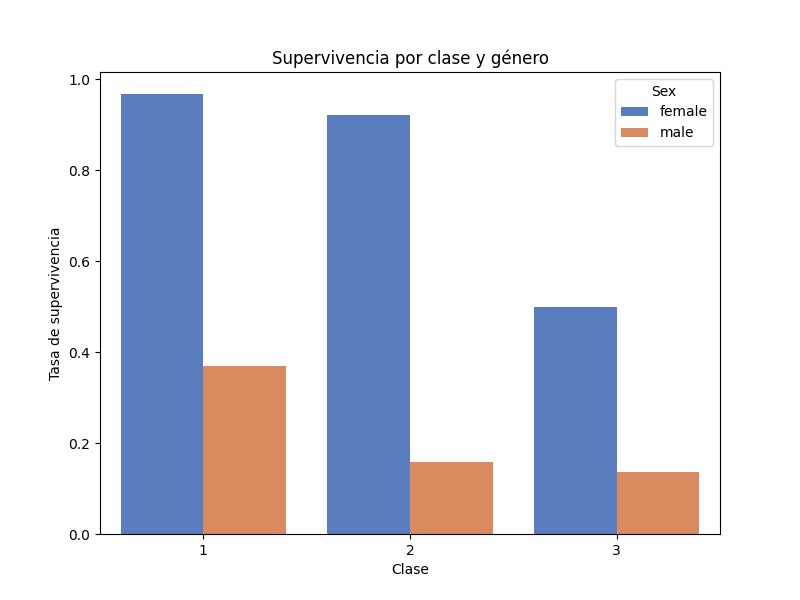 Supervivencia por clase y género
Sex
female
male
Tasa de supervivencia
1.0
0.8
0.6
0.4
0.2
0.0
1 2 3
Clase